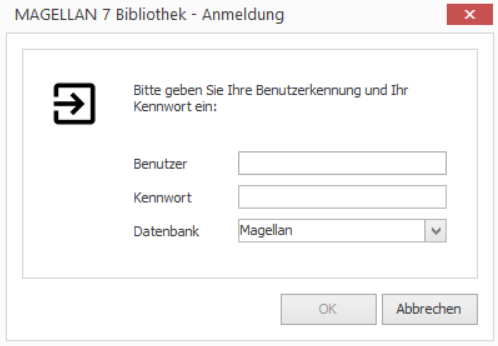 MAGELLAN 7 Bibliothek - Anmeldung
Bitte geben Sie Ihre Benutzerkennung und Ihr
Kennwort ein:
Benutzer
Kennwort
Datenbank Magellan
OK Abbrechen